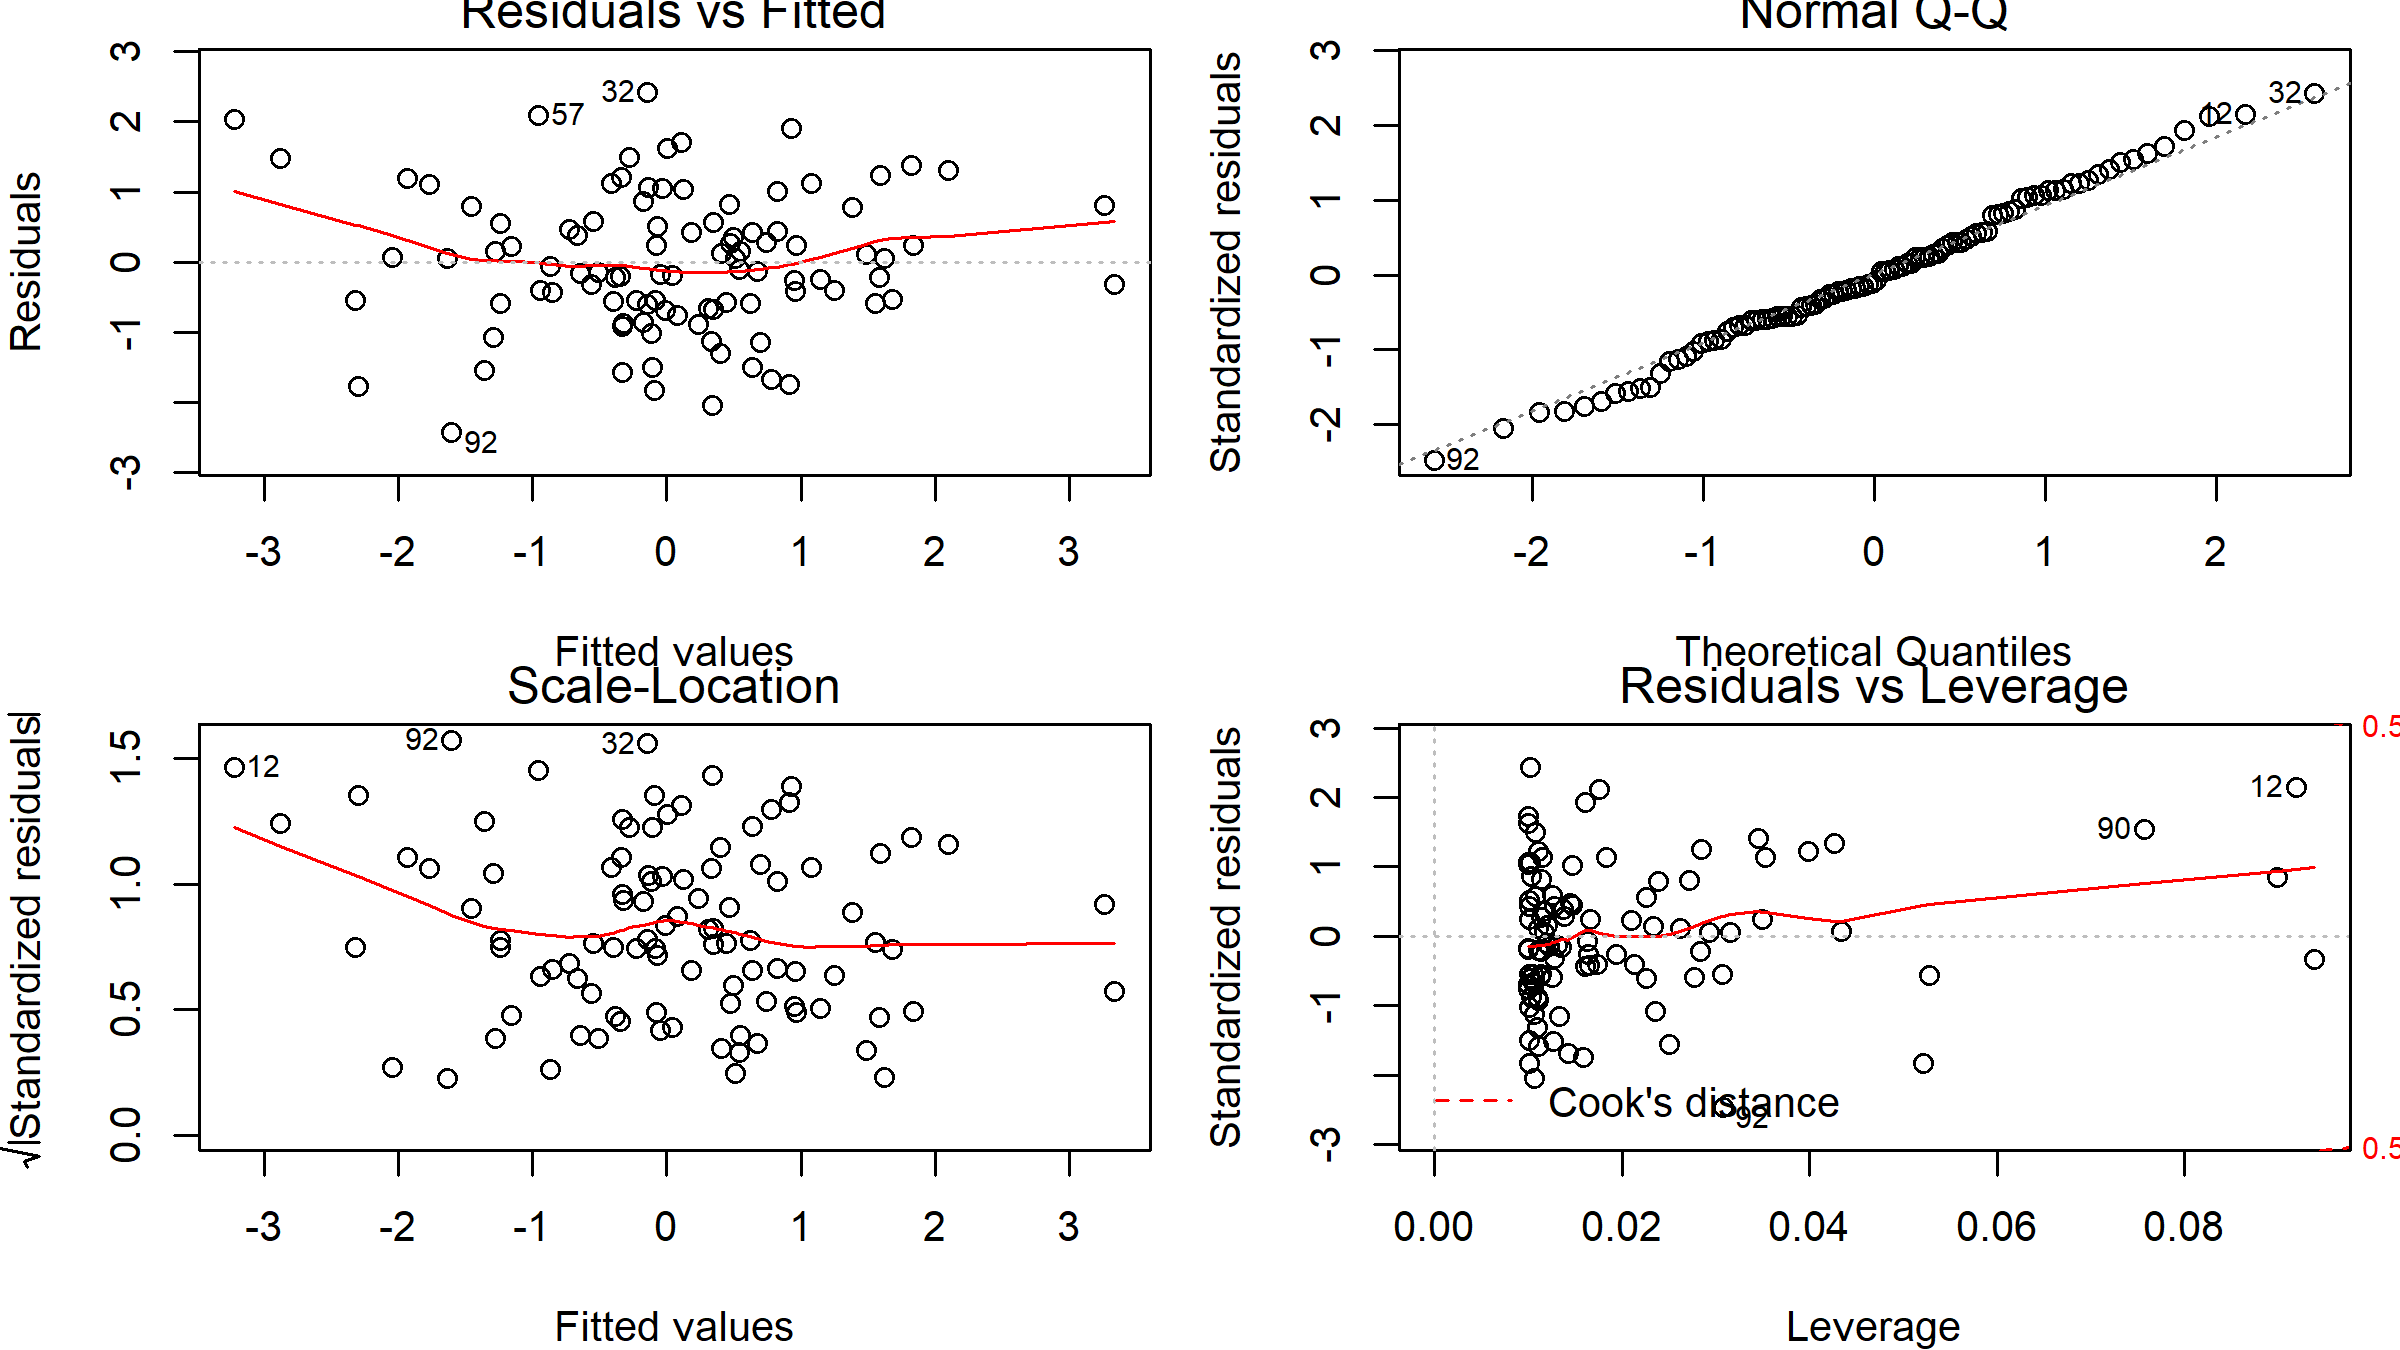 Residuals vs Fitted
Residuals
3
2
1
0
-1
-3
32
57
92
-3 -2 -1 0 1 2 3
Fitted values
Normal Q-Q
Standardized residuals
3
2
1
0
-1
-2
32
12
92
-2 -1 0 1 2
Theoretical Quantiles
Scale-Location
√|Standardized residuals|
1.5
1.0
0.5
0.0
92
32
12
-3 -2 -1 0 1 2 3
Fitted values
Residuals vs Leverage
Standardized residuals
3
2
1
0
-1
-3
0.5
12
90
Cook's distance
92
0.5
0.00 0.02 0.04 0.06 0.08
Leverage